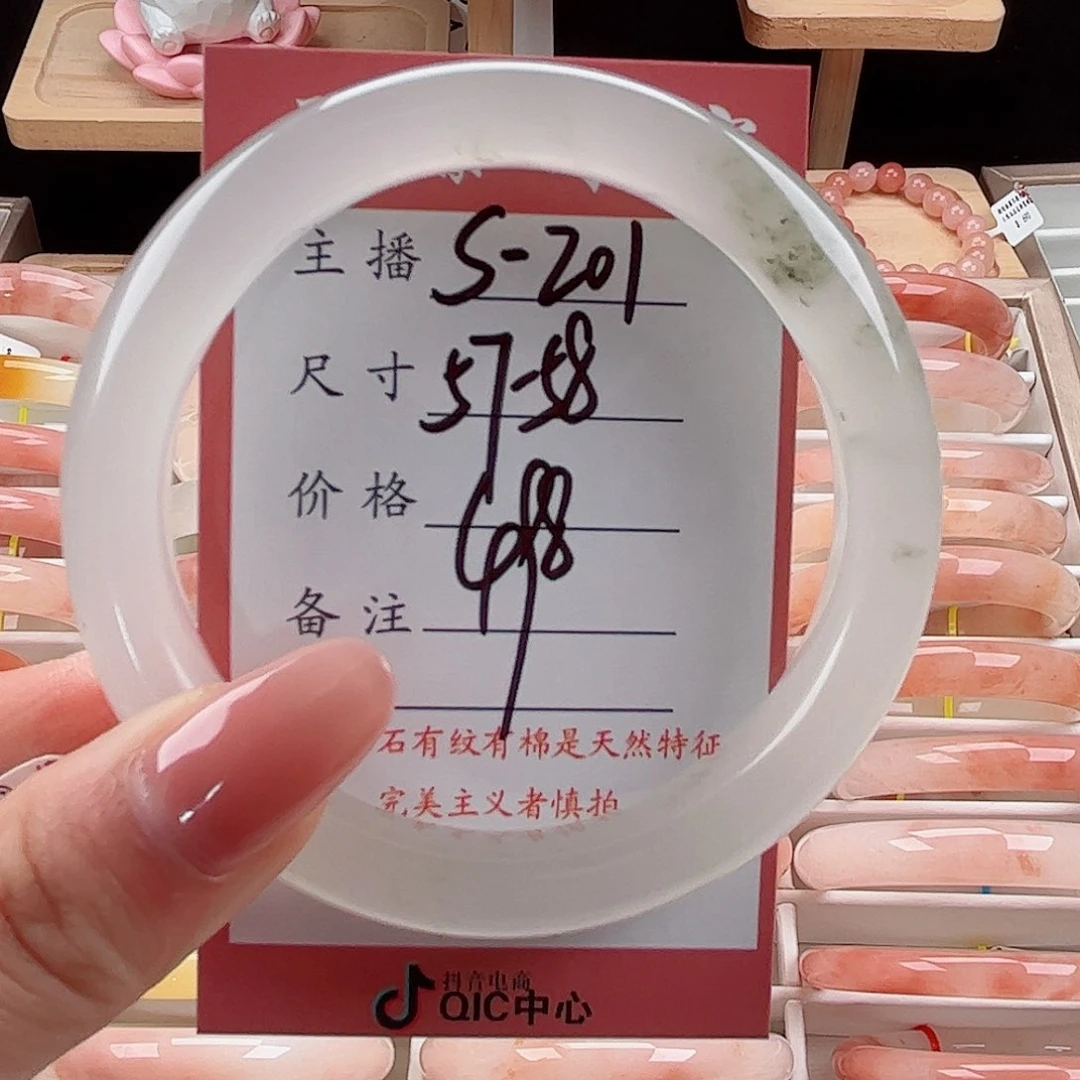 主播 S-201
尺寸 57-58
价格 498
备注
石有纹有棉是天然特征
完美主义者慎拍
抖音电商
QIC中心